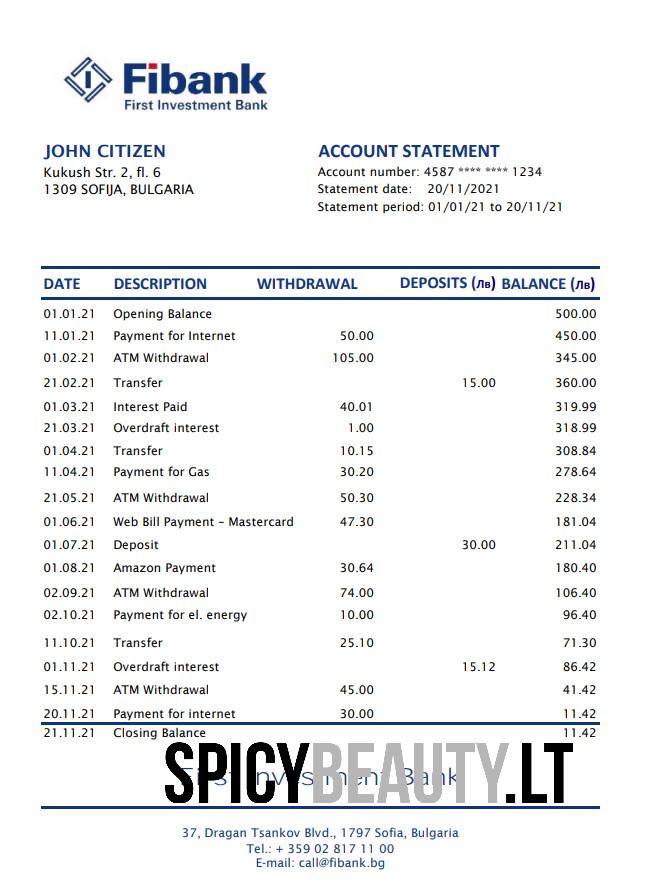 Fibank
First Investment Bank
JOHN CITIZEN
Kukush Str. 2, fl. 6
1309 SOFIJA, BULGARIA
ACCOUNT STATEMENT
Account number: 4587 **** **** 1234
Statement date: 20/11/2021
Statement period: 01/01/21 to 20/11/21
DATE DESCRIPTION WITHDRAWAL DEPOSITS (Лв) BALANCE (Лв)
01.01.21 Opening Balance 500.00
11.01.21 Payment for Internet 50.00 450.00
01.02.21 ATM Withdrawal 105.00 345.00
21.02.21 Transfer 15.00 360.00
01.03.21 Interest Paid 40.01 319.99
21.03.21 Overdraft interest 1.00 318.99
01.04.21 Transfer 10.15 308.84
11.04.21 Payment for Gas 30.20 278.64
21.05.21 ATM Withdrawal 50.30 228.34
01.06.21 Web Bill Payment – Mastercard 47.30 181.04
01.07.21 Deposit 30.00 211.04
01.08.21 Amazon Payment 30.64 180.40
02.09.21 ATM Withdrawal 74.00 106.40
02.10.21 Payment for el. energy 10.00 96.40
11.10.21 Transfer 25.10 71.30
01.11.21 Overdraft interest 15.12 86.42
15.11.21 ATM Withdrawal 45.00 41.42
20.11.21 Payment for internet 30.00 11.42
21.11.21 Closing Balance 11.42
First Investment Bank
SPICYBEAUTY.LT
37, Dragan Tsankov Blvd., 1797 Sofia, Bulgaria
Tel.: + 359 02 817 11 00
E-mail: call@fibank.bg